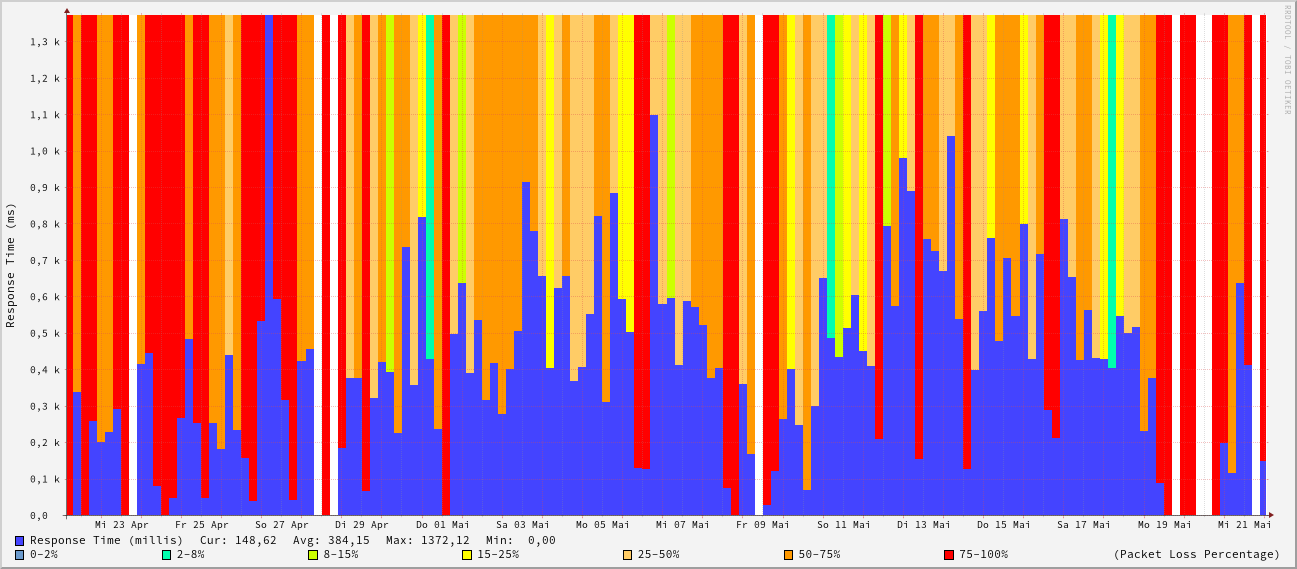 RRDTOOL / TOBI OETIKER
Response Time (ms)
1,3 k
1,2 k
1,1 k
1,0 k
0,9 k
0,8 k
0,7 k
0,6 k
0,5 k
0,4 k
0,3 k
0,2 k
0,1 k
0,0
Mi 23 Apr Fr 25 Apr So 27 Apr Di 29 Apr Do 01 Mai Sa 03 Mai Mo 05 Mai Mi 07 Mai Fr 09 Mai So 11 Mai Di 13 Mai Do 15 Mai Sa 17 Mai Mo 19 Mai Mi 21 Mai
Response Time (millis) Cur: 148,62 Avg: 384,15 Max: 1372,12 Min: 0,00
0-2% 2-8% 8-15% 15-25% 25-50% 50-75% 75-100% (Packet Loss Percentage)